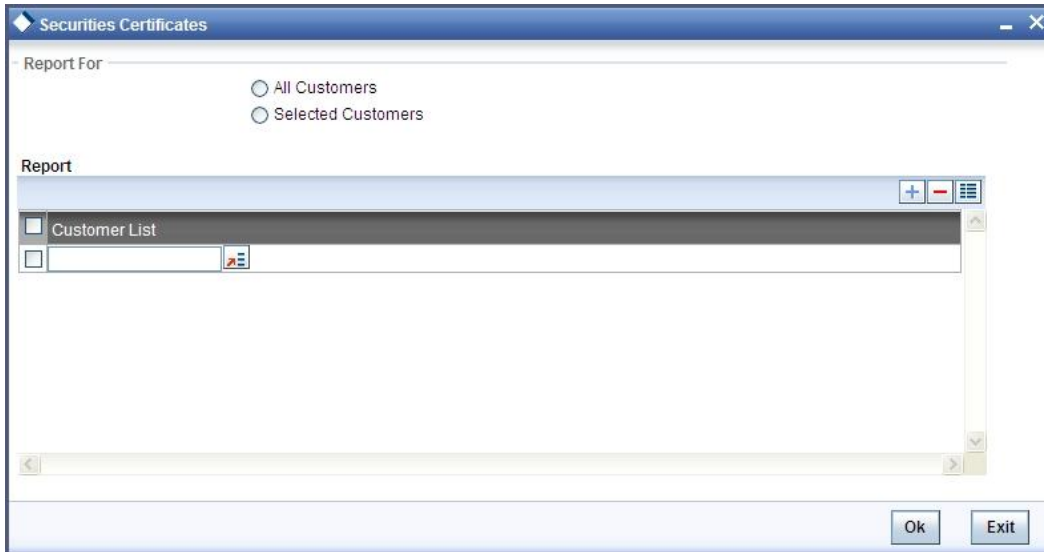 Securities Certificates
Report For
All Customers
Selected Customers
Report
Customer List
Ok
Exit